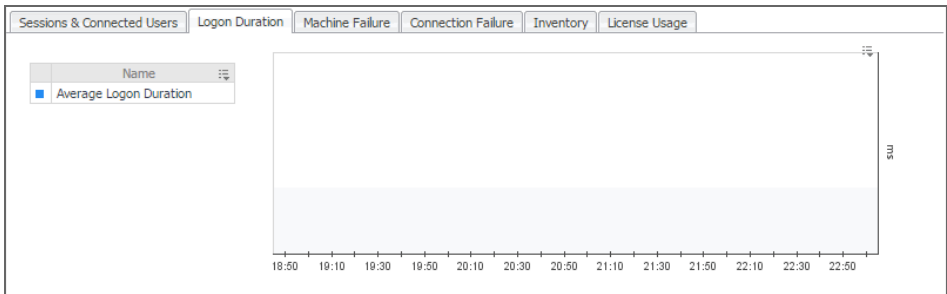 Sessions & Connected Users Logon Duration Machine Failure Connection Failure Inventory License Usage
Name
Average Logon Duration
ms
18:50 19:10 19:30 19:50 20:10 20:30 20:50 21:10 21:30 21:50 22:10 22:30 22:50